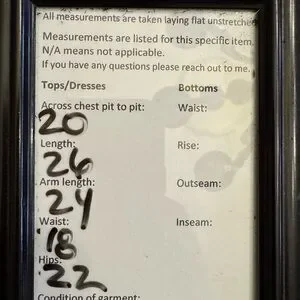 All measurements are taken laying flat unstretched
Measurements are listed for this specific item.
N/A means not applicable.
If you have any questions please reach out to me.
Tops/Dresses Bottoms
Across chest pit to pit: Waist:
20
Length: Rise:
26
Arm length: Outseam:
24
Waist: Inseam:
18
Hips:
22
Condition of garment: